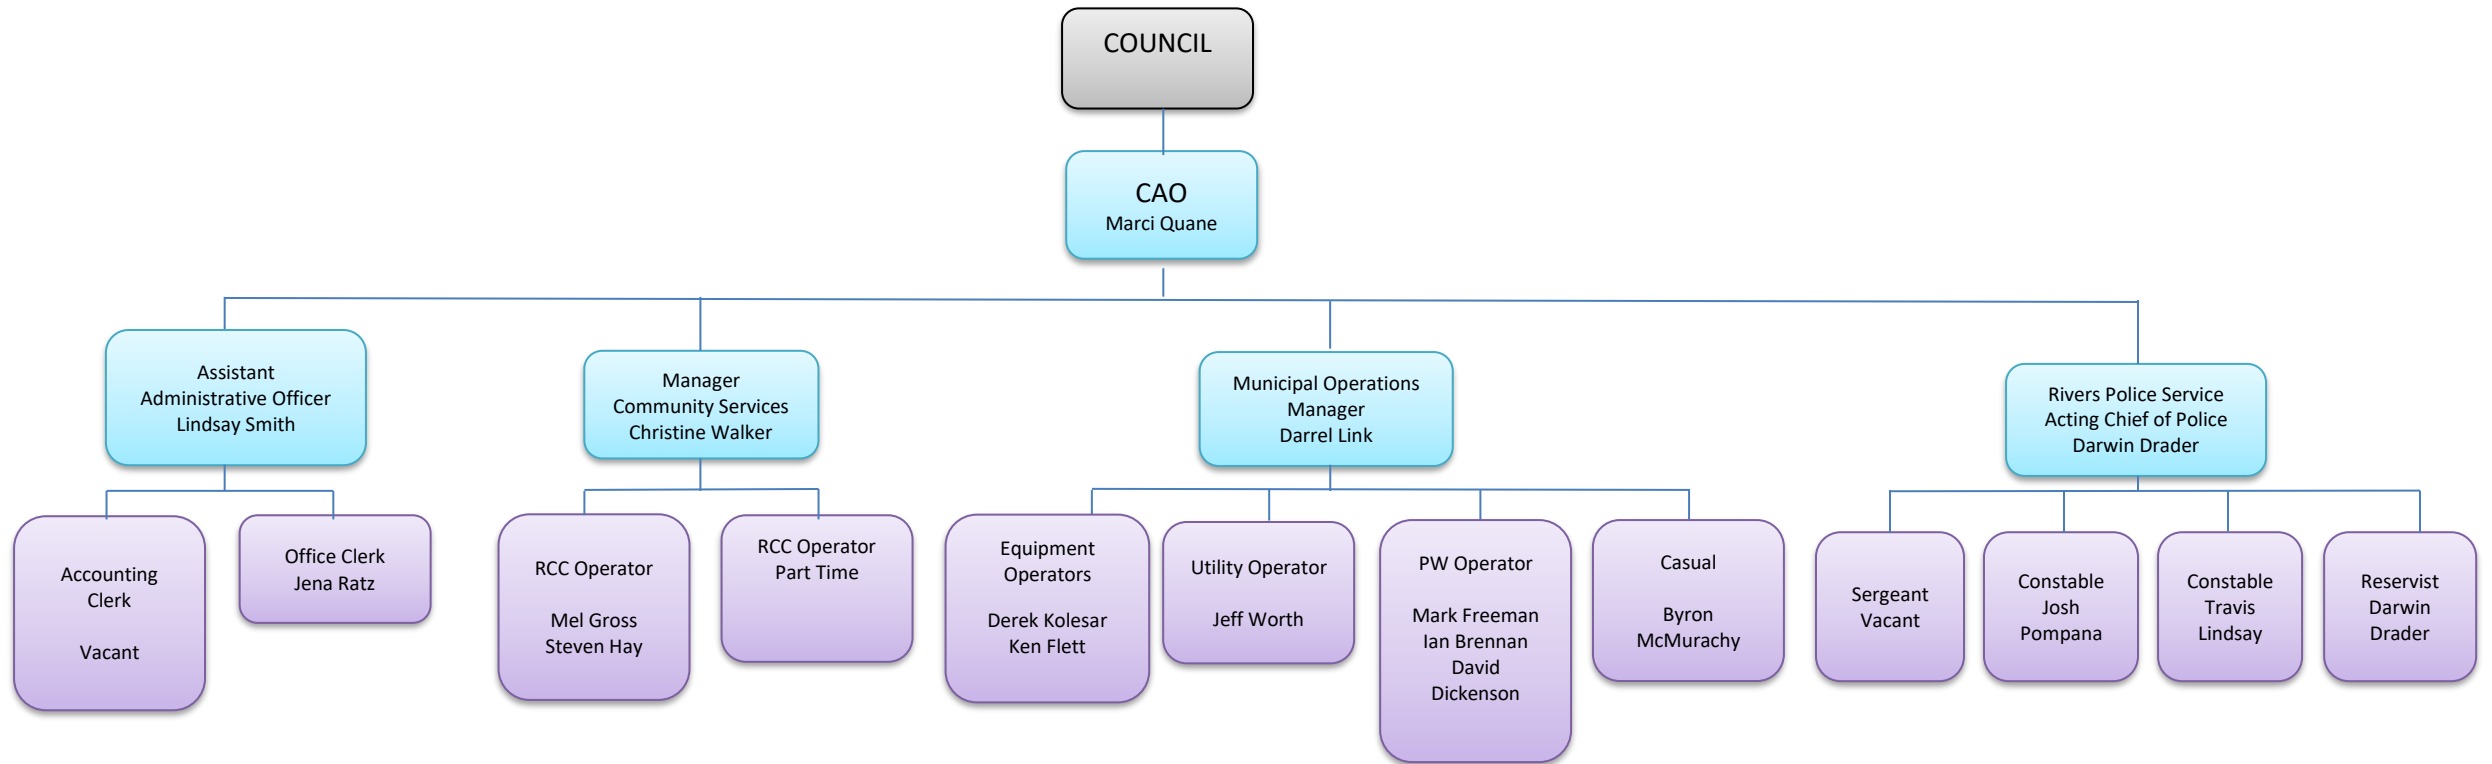 COUNCIL
CAO
Marci Quane
Assistant
Administrative Officer
Lindsay Smith
Manager
Community Services
Christine Walker
Municipal Operations
Manager
Darrel Link
Rivers Police Service
Acting Chief of Police
Darwin Drader
Accounting
Clerk
Vacant
Office Clerk
Jena Ratz
RCC Operator
Mel Gross
Steven Hay
RCC Operator
Part Time
Equipment
Operators
Derek Kolesar
Ken Flett
Utility Operator
Jeff Worth
PW Operator
Mark Freeman
Ian Brennan
David
Dickenson
Casual
Byron
McMurachy
Sergeant
Vacant
Constable
Josh
Pompana
Constable
Travis
Lindsay
Reservist
Darwin
Drader